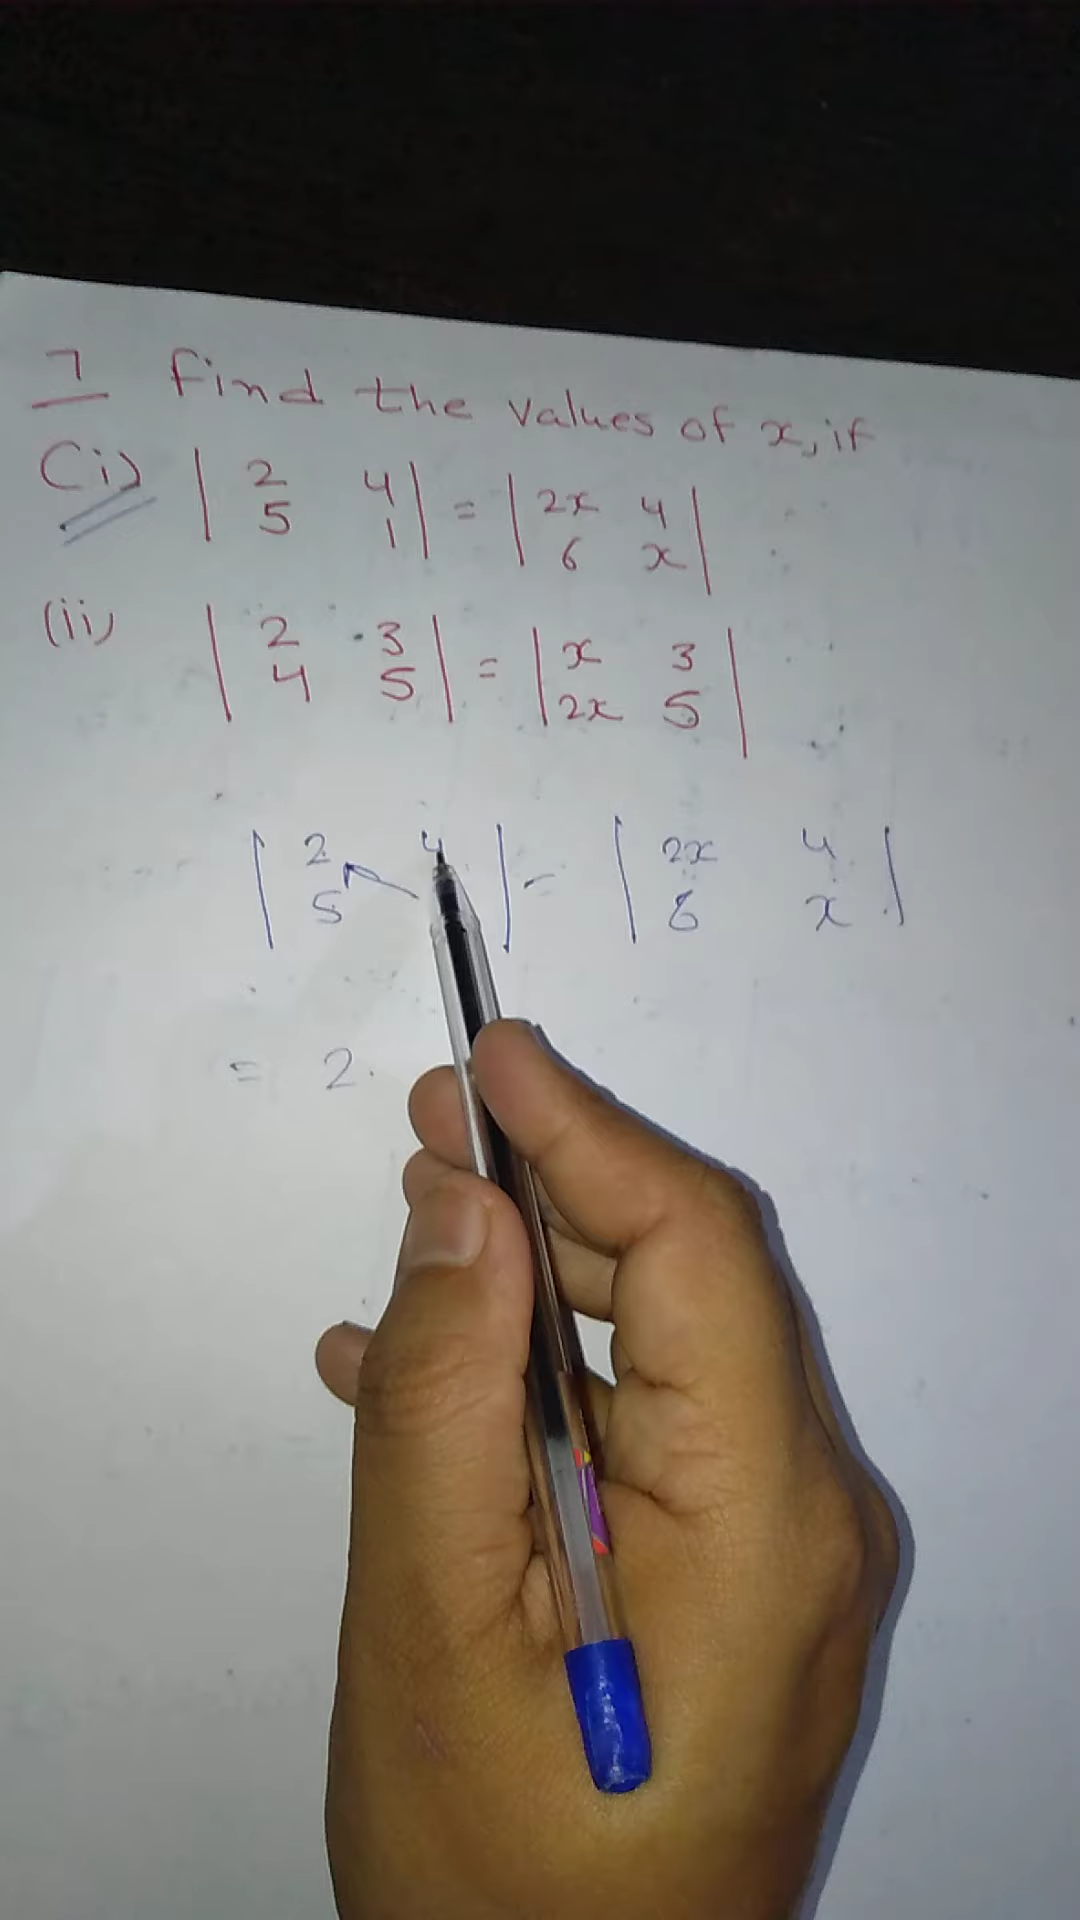 7 Find the values of x, if
(i) | 2 4 | = | 2x 4 |
5 1 6 x
(ii) | 2 3 | = | x 3 |
4 5 2x 5
| 2 4 | = | 2x 4 |
5 6 x
= 2.